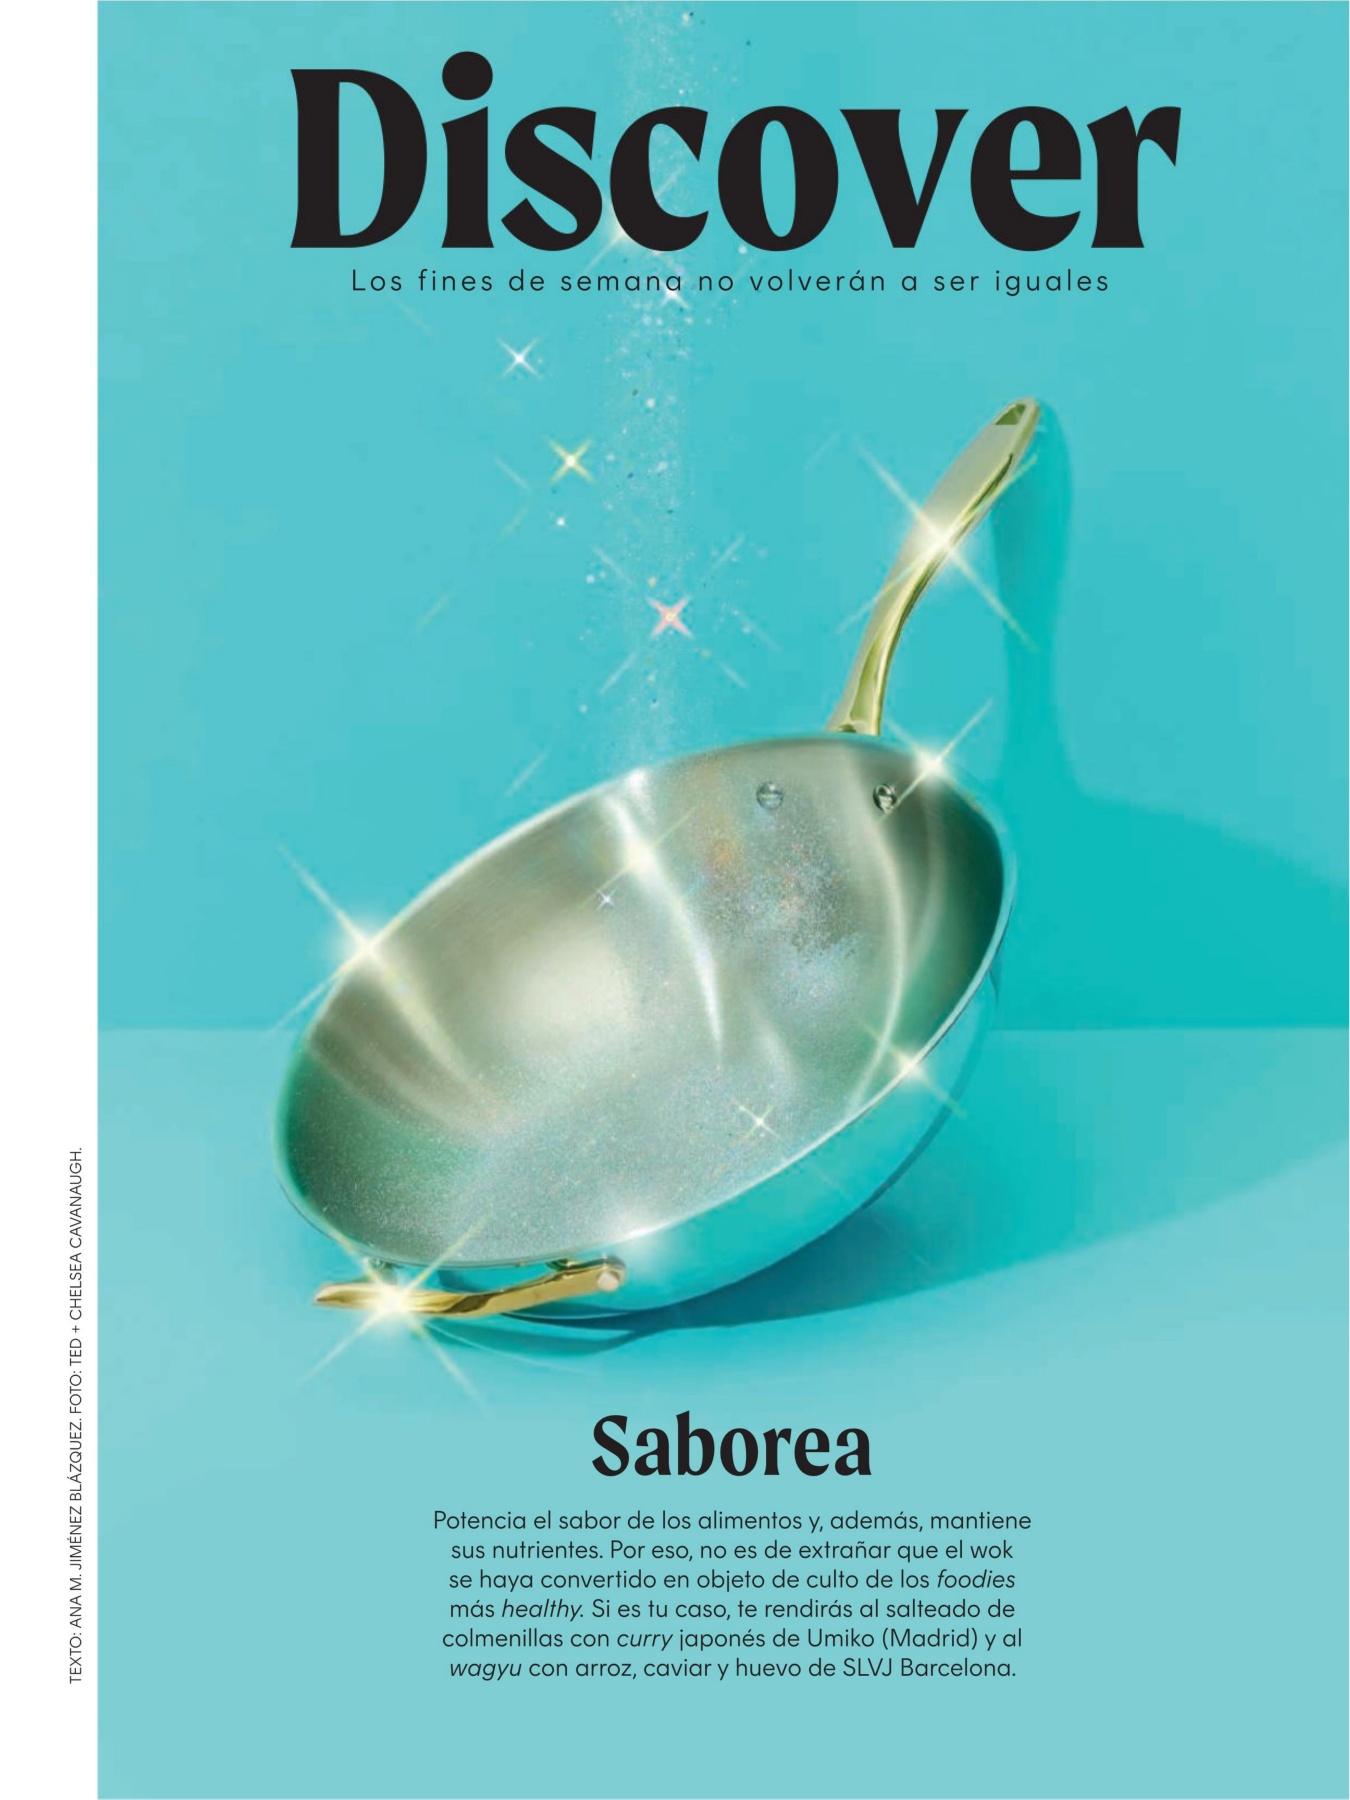 Discover
Los fines de semana no volverán a ser iguales
Saborea
Potencia el sabor de los alimentos y, además, mantiene
sus nutrientes. Por eso, no es de extrañar que el wok
se haya convertido en objeto de culto de los foodies
más healthy. Si es tu caso, te rendirás al salteado de
colmenillas con curry japonés de Umiko (Madrid) y al
wagyu con arroz, caviar y huevo de SLVJ Barcelona.
TEXTO: ANA M. JIMÉNEZ BLÁZQUEZ. FOTO: TED + CHELSEA CAVANAUGH.